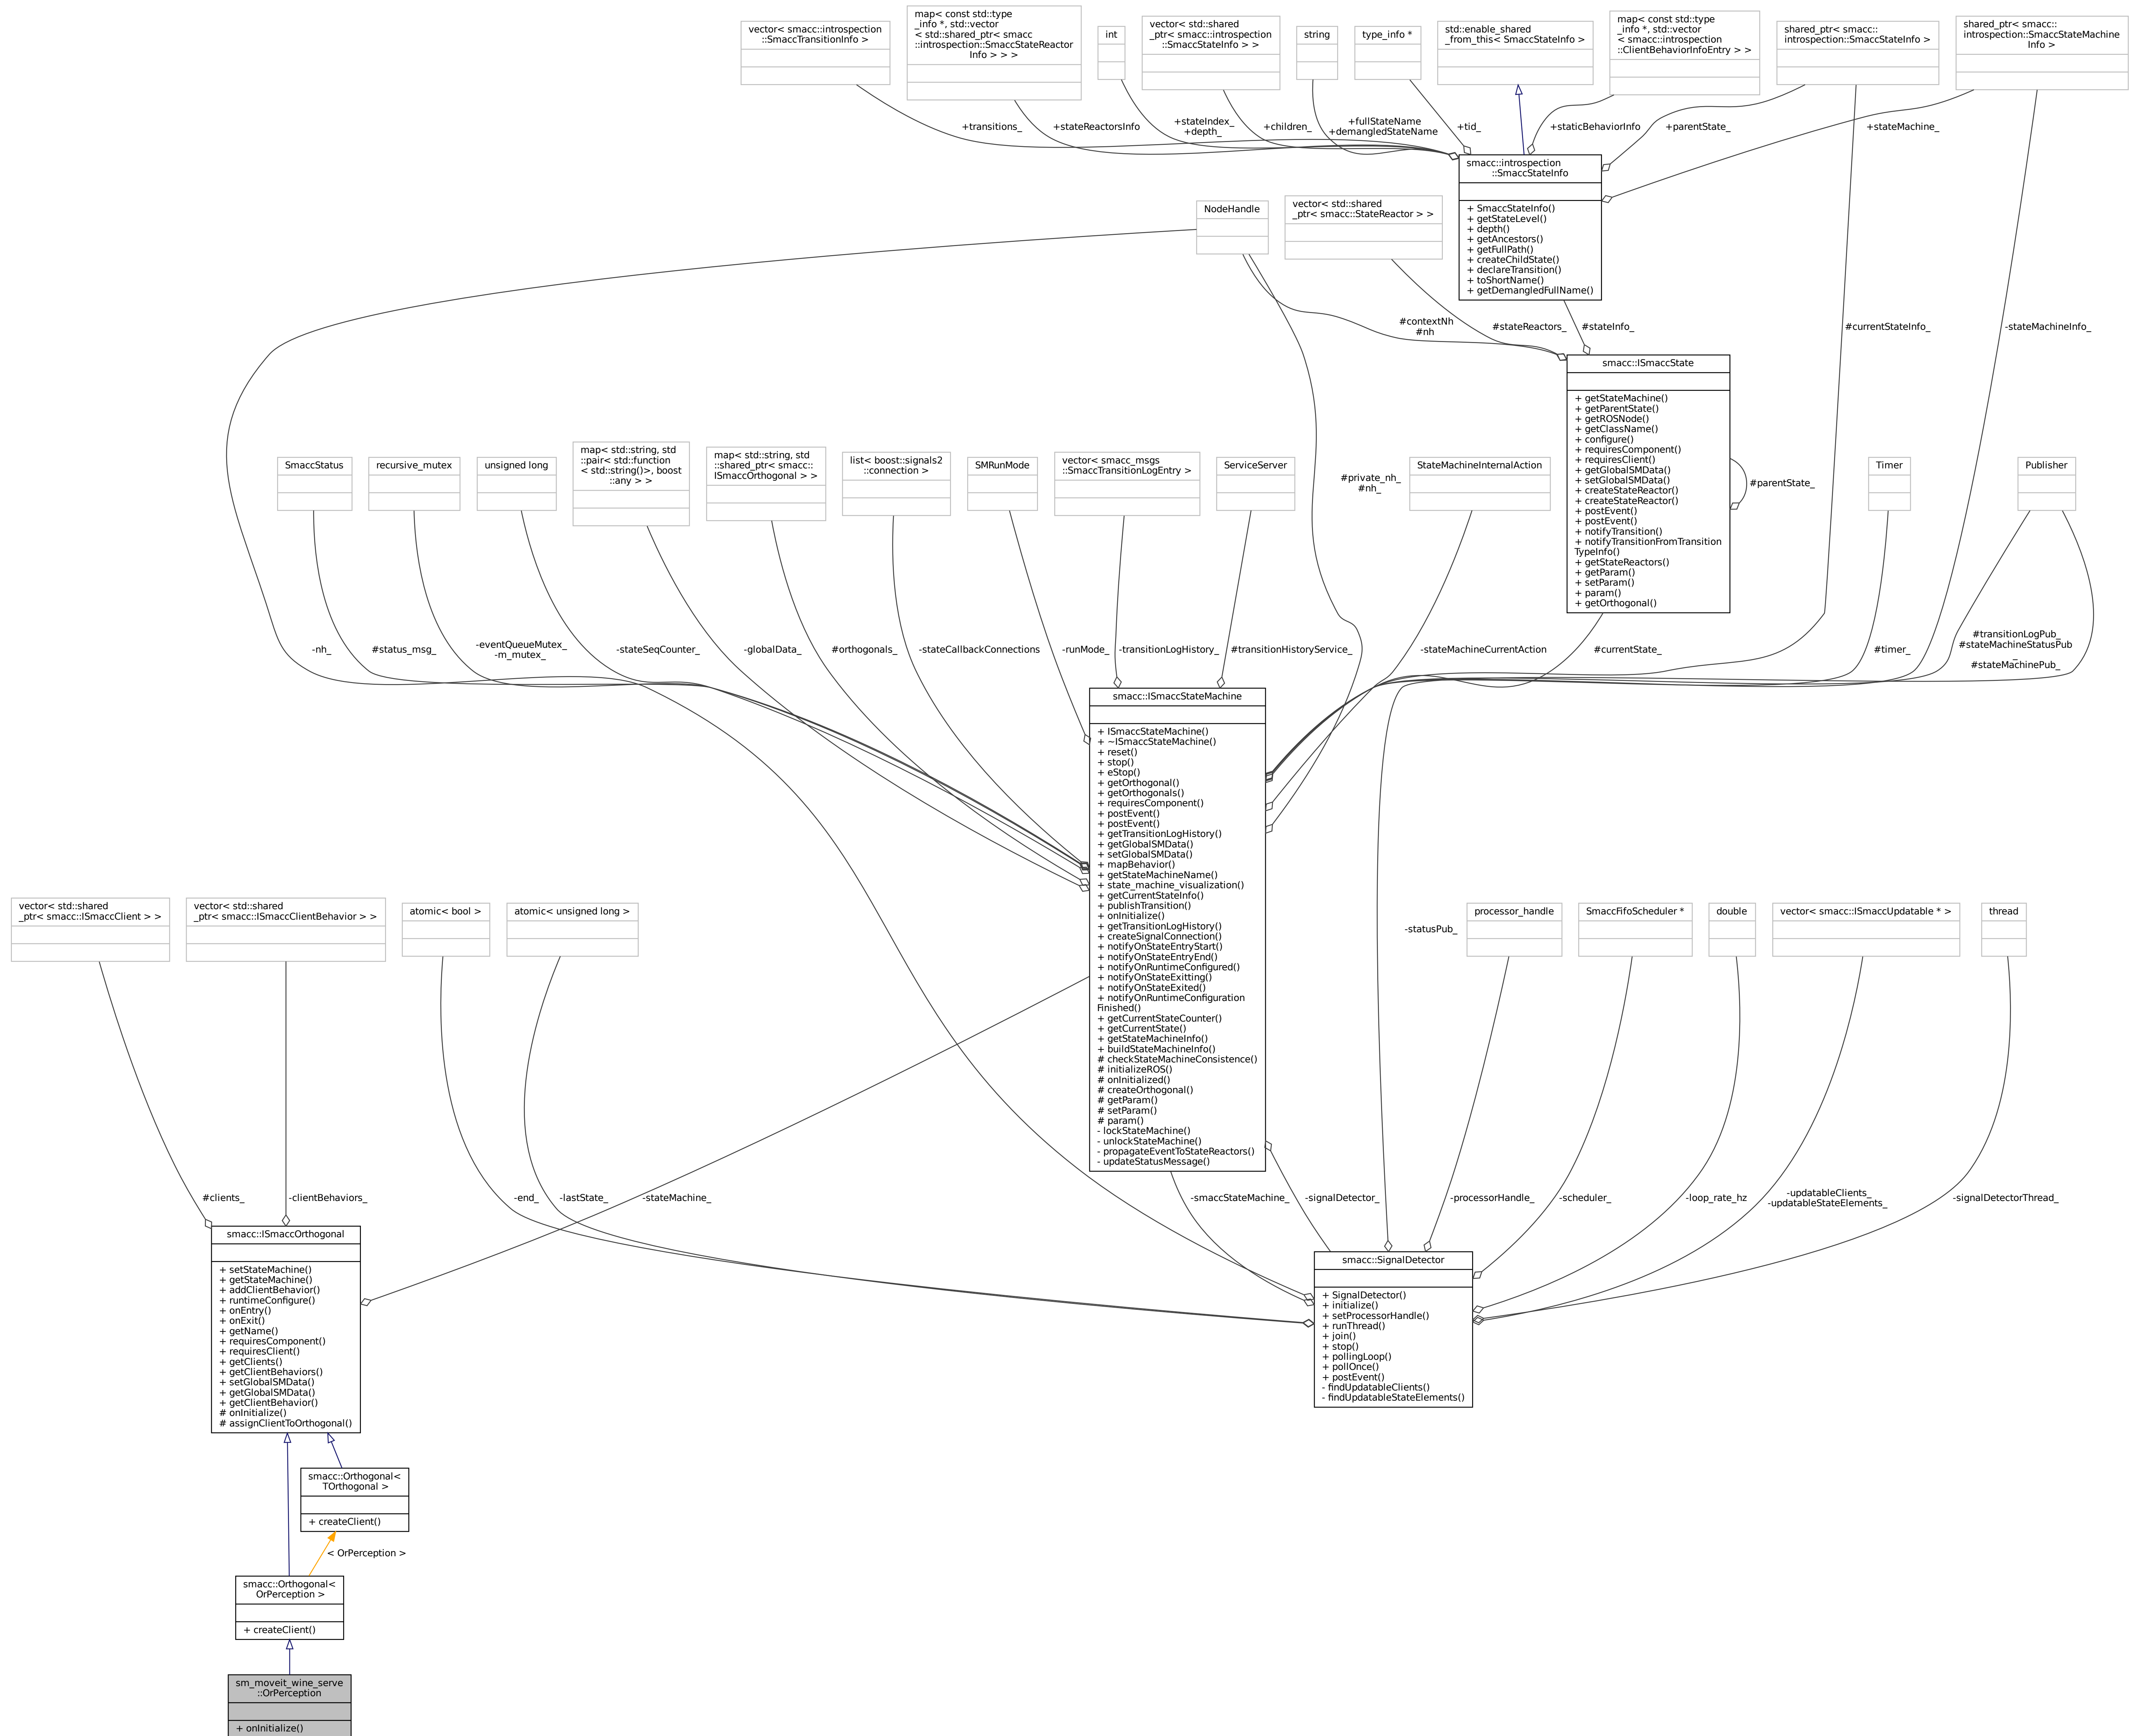 vector< smacc::introspection
::SmaccTransitionInfo >
map< const std::type
_info *, std::vector
< std::shared_ptr< smacc
::introspection::SmaccStateReactor
Info > > >
int
vector< std::shared
_ptr< smacc::introspection
::SmaccStateInfo > >
string
type_info *
std::enable_shared
_from_this< SmaccStateInfo >
map< const std::type
_info *, std::vector
< smacc::introspection
::ClientBehaviorInfoEntry > >
shared_ptr< smacc::
introspection::SmaccStateInfo >
shared_ptr< smacc::
introspection::SmaccStateMachine
Info >
+transitions_
+stateReactorsInfo
+stateIndex_
+depth_
+children_
+fullStateName
+demangledStateName
+tid_
+staticBehaviorInfo
+parentState_
+stateMachine_
smacc::introspection
::SmaccStateInfo
+ SmaccStateInfo()
+ getStateLevel()
+ depth()
+ getAncestors()
+ getFullPath()
+ createChildState()
+ declareTransition()
+ toShortName()
+ getDemangledFullName()
NodeHandle
vector< std::shared
_ptr< smacc::StateReactor > >
#contextNh
#nh
#stateReactors_
#stateInfo_
#currentStateInfo_
-stateMachineInfo_
smacc::ISmaccState
+ getStateMachine()
+ getParentState()
+ getROSNode()
+ getClassName()
+ configure()
+ requiresComponent()
+ requiresClient()
+ getGlobalSMData()
+ setGlobalSMData()
+ createStateReactor()
+ createStateReactor()
+ postEvent()
+ postEvent()
+ notifyTransition()
+ notifyTransitionFromTransition
TypeInfo()
+ getStateReactors()
+ getParam()
+ setParam()
+ param()
+ getOrthogonal()
#parentState_
SmaccStatus
recursive_mutex
unsigned long
map< std::string, std
::pair< std::function
< std::string()>, boost
::any > >
map< std::string, std
::shared_ptr< smacc::
ISmaccOrthogonal > >
list< boost::signals2
::connection >
SMRunMode
vector< smacc_msgs
::SmaccTransitionLogEntry >
ServiceServer
#private_nh_
#nh_
StateMachineInternalAction
Timer
Publisher
-nh_
#status_msg_
-eventQueueMutex_
-m_mutex_
-stateSeqCounter_
-globalData_
#orthogonals_
-stateCallbackConnections
-runMode_
-transitionLogHistory_
#transitionHistoryService_
-stateMachineCurrentAction
#currentState_
#timer_
#transitionLogPub_
#stateMachineStatusPub
_
#stateMachinePub_
smacc::ISmaccStateMachine
+ ISmaccStateMachine()
+ ~ISmaccStateMachine()
+ reset()
+ stop()
+ eStop()
+ getOrthogonal()
+ getOrthogonals()
+ requiresComponent()
+ postEvent()
+ postEvent()
+ getTransitionLogHistory()
+ getGlobalSMData()
+ setGlobalSMData()
+ mapBehavior()
+ getStateMachineName()
+ state_machine_visualization()
+ getCurrentStateInfo()
+ publishTransition()
+ onInitialize()
+ getTransitionLogHistory()
+ createSignalConnection()
+ notifyOnStateEntryStart()
+ notifyOnStateEntryEnd()
+ notifyOnRuntimeConfigured()
+ notifyOnStateExitting()
+ notifyOnStateExited()
+ notifyOnRuntimeConfiguration
Finished()
+ getCurrentStateCounter()
+ getCurrentState()
+ getStateMachineInfo()
+ buildStateMachineInfo()
# checkStateMachineConsistence()
# initializeROS()
# onInitialized()
# createOrthogonal()
# getParam()
# setParam()
# param()
- lockStateMachine()
- unlockStateMachine()
- propagateEventToStateReactors()
- updateStatusMessage()
vector< std::shared
_ptr< smacc::ISmaccClient > >
vector< std::shared
_ptr< smacc::ISmaccClientBehavior > >
atomic< bool >
atomic< unsigned long >
-statusPub_
processor_handle
SmaccFifoScheduler *
double
vector< smacc::ISmaccUpdatable * >
thread
#clients_
-clientBehaviors_
-end_
-lastState_
-stateMachine_
-smaccStateMachine_
-signalDetector_
-processorHandle_
-scheduler_
-loop_rate_hz
-updatableClients_
-updatableStateElements_
-signalDetectorThread_
smacc::ISmaccOrthogonal
+ setStateMachine()
+ getStateMachine()
+ addClientBehavior()
+ runtimeConfigure()
+ onEntry()
+ onExit()
+ getName()
+ requiresComponent()
+ requiresClient()
+ getClients()
+ getClientBehaviors()
+ setGlobalSMData()
+ getGlobalSMData()
+ getClientBehavior()
# onInitialize()
# assignClientToOrthogonal()
smacc::SignalDetector
+ SignalDetector()
+ initialize()
+ setProcessorHandle()
+ runThread()
+ join()
+ stop()
+ pollingLoop()
+ pollOnce()
+ postEvent()
- findUpdatableClients()
- findUpdatableStateElements()
smacc::Orthogonal<
TOrthogonal >
+ createClient()
< OrPerception >
smacc::Orthogonal<
OrPerception >
+ createClient()
sm_moveit_wine_serve
::OrPerception
+ onInitialize()